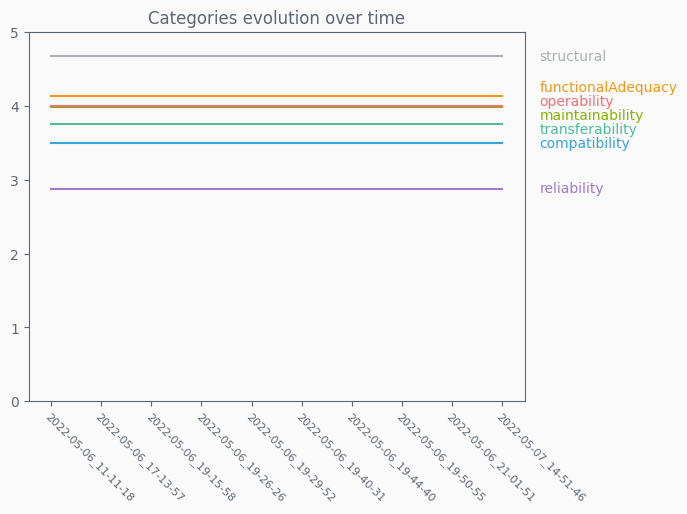 Categories evolution over time
5
4
3
2
1
0
structural
functionalAdequacy
operability
maintainability
transferability
compatibility
reliability
2022-05-06_11-11-18
2022-05-06_17-13-57
2022-05-06_19-15-58
2022-05-06_19-26-26
2022-05-06_19-29-52
2022-05-06_19-40-31
2022-05-06_19-44-40
2022-05-06_19-50-55
2022-05-06_21-01-51
2022-05-07_14-51-46